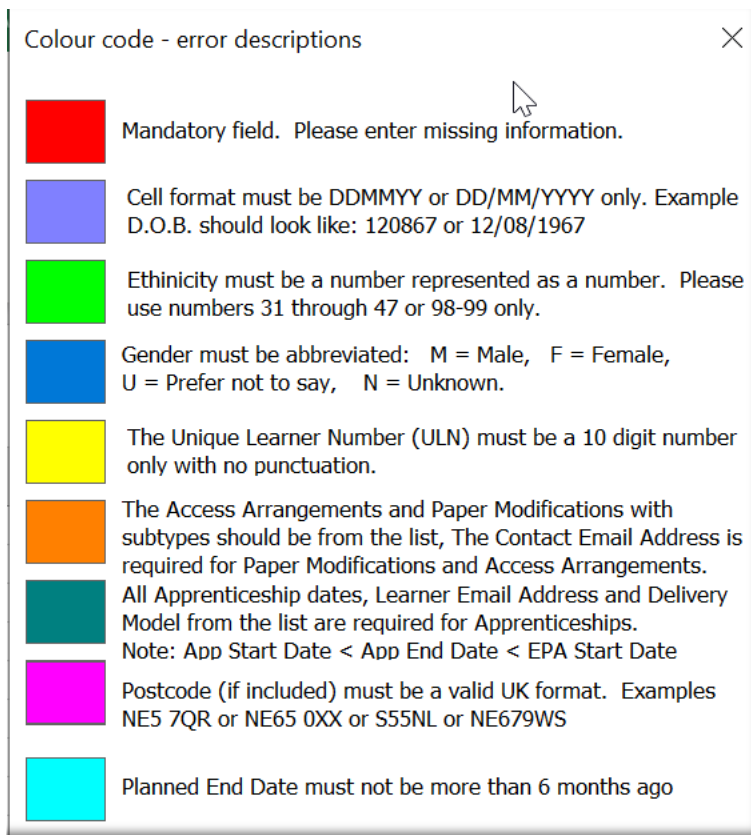 Colour code - error descriptions
Mandatory field.  Please enter missing information.
Cell format must be DDMMYY or DD/MM/YYYY only. Example
D.O.B. should look like: 120867 or 12/08/1967
Ethinicity must be a number represented as a number.  Please
use numbers 31 through 47 or 98-99 only.
Gender must be abbreviated:   M = Male,   F = Female,
U = Prefer not to say,    N = Unknown.
The Unique Learner Number (ULN) must be a 10 digit number
only with no punctuation.
The Access Arrangements and Paper Modifications with
subtypes should be from the list, The Contact Email Address is
required for Paper Modifications and Access Arrangements.
All Apprenticeship dates, Learner Email Address and Delivery
Model from the list are required for Apprenticeships.
Note: App Start Date < App End Date < EPA Start Date
Postcode (if included) must be a valid UK format.  Examples
NE5 7QR or NE65 0XX or S55NL or NE679WS
Planned End Date must not be more than 6 months ago